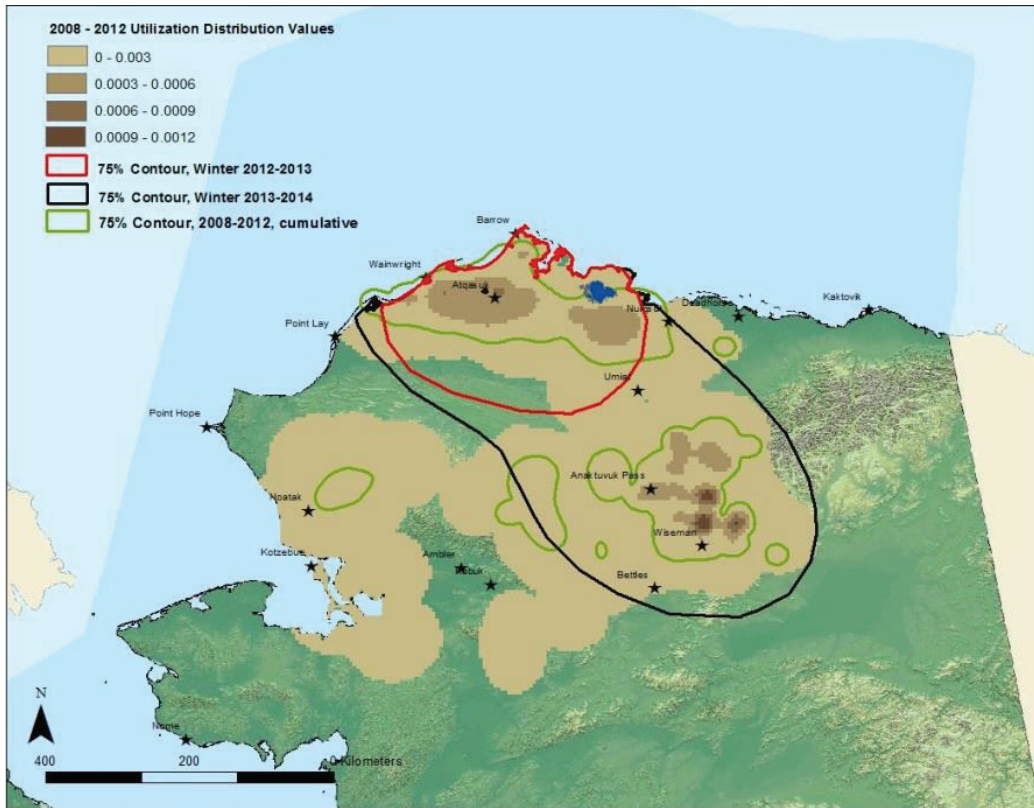 2008 - 2012 Utilization Distribution Values
0 - 0.003
0.0003 - 0.0006
0.0006 - 0.0009
0.0009 - 0.0012
75% Contour, Winter 2012-2013
75% Contour, Winter 2013-2014
75% Contour, 2008-2012, cumulative
Barrow
Wainwright
Atqasuk
Point Lay
Kaktovik
Umiat
Point Hope
Anaktuvuk Pass
Noatak
Wiseman
Kotzebue
Ambler
Bettles
N
Nome
400 200 0 Kilometers